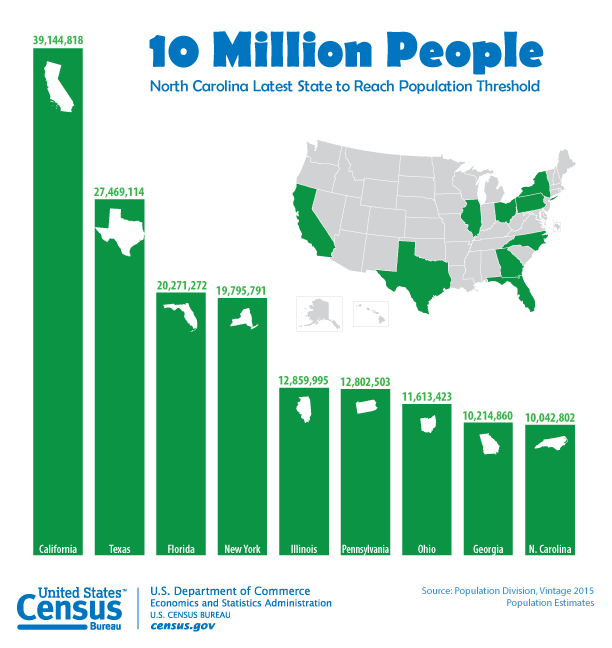 10 Million People
North Carolina Latest State to Reach Population Threshold
39,144,818
27,469,114
20,271,272
19,795,791
12,859,995
12,802,503
11,613,423
10,214,860
10,042,802
California
Texas
Florida
New York
Illinois
Pennsylvania
Ohio
Georgia
N. Carolina
United States™
Census
Bureau
U.S. Department of Commerce
Economics and Statistics Administration
U.S. CENSUS BUREAU
census.gov
Source: Population Division, Vintage 2015
Population Estimates